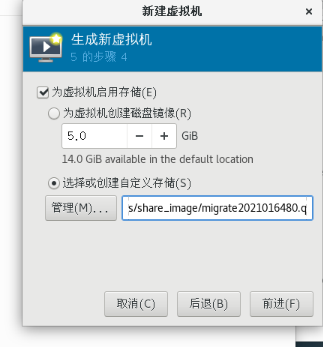 新建虚拟机 ×
生成新虚拟机
5 的步骤 4
为虚拟机启用存储(E)
为虚拟机创建磁盘镜像(R)
5.0 − + GiB
14.0 GiB available in the default location
选择或创建自定义存储(S)
管理(M)... s/share_image/migrate2021016480.q
取消(C) 后退(B) 前进(F)